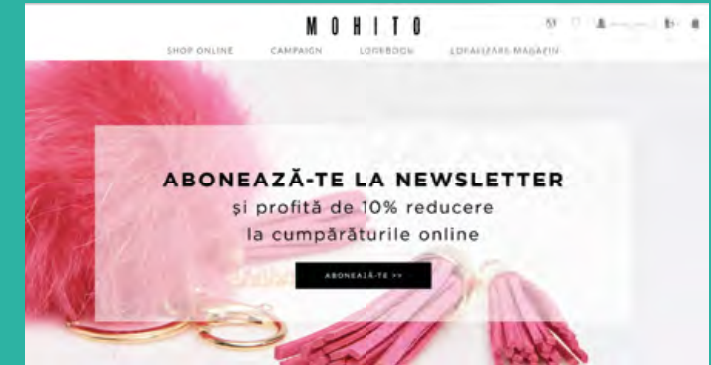 MOHITO
SHOP ONLINE CAMPAIGN LOOKBOOK LOCALIZARE MAGAZIN
ABONEAZĂ-TE LA NEWSLETTER
și profită de 10% reducere
la cumpărăturile online
ABONEAZĂ-TE >>